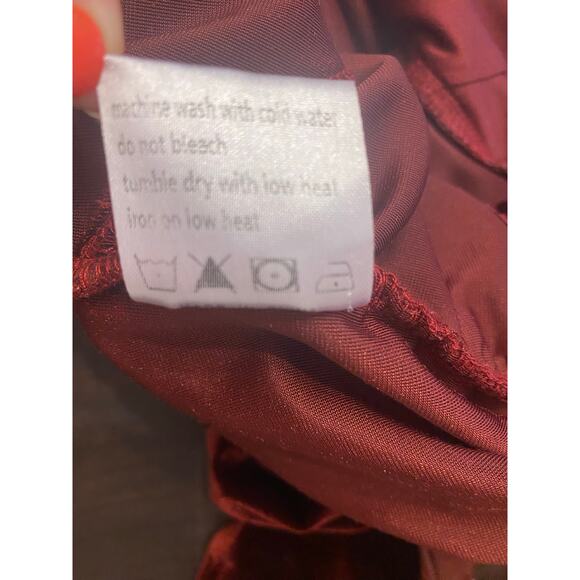 machine wash with cold water
do not bleach
tumble dry with low heat
iron on low heat